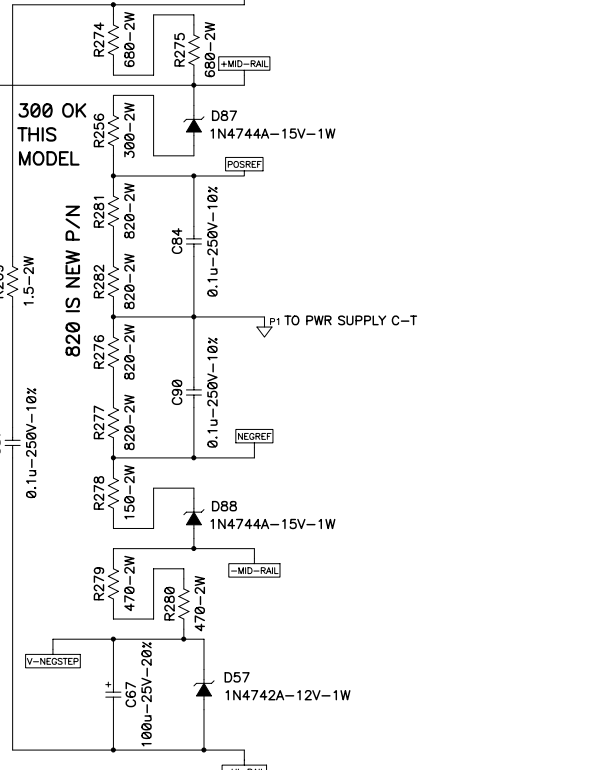 R274
680-2W
R275
680-2W
+MID-RAIL
300 OK
THIS
MODEL
R256
300-2W
D87
1N4744A-15V-1W
POSREF
820 IS NEW P/N
R281
820-2W
C84
0.1u-250V-10%
R282
820-2W
1.5-2W
P1 TO PWR SUPPLY C-T
R276
820-2W
C90
0.1u-250V-10%
R277
820-2W
0.1u-250V-10%
NEGREF
R278
150-2W
D88
1N4744A-15V-1W
-MID-RAIL
R279
470-2W
R280
470-2W
V-NEGSTEP
+
C67
100u-25V-20%
D57
1N4742A-12V-1W